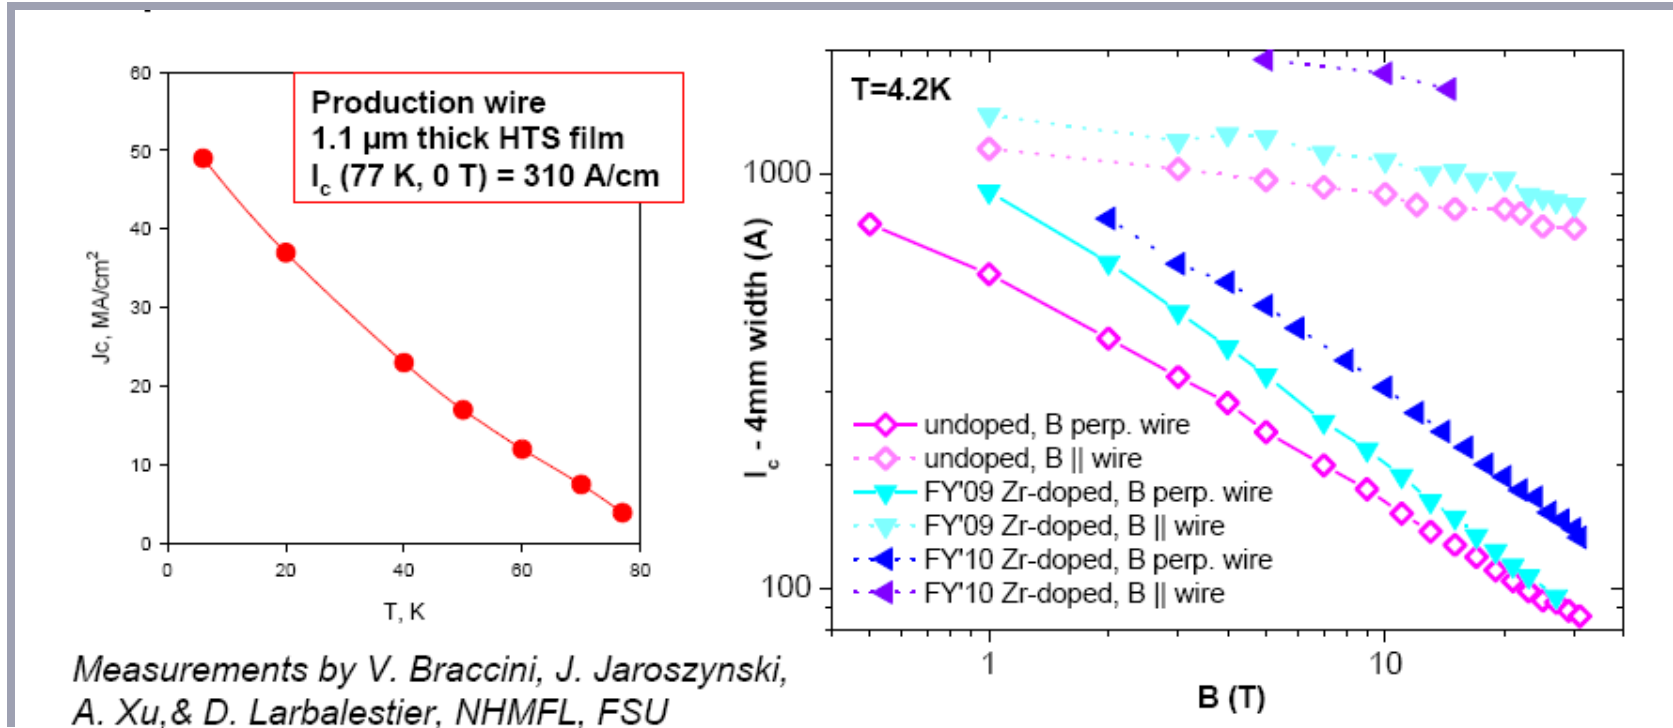 60
50
40
30
20
10
0
Jc, MA/cm²
0 20 40 60 80
T, K
Production wire
1.1 µm thick HTS film
Ic (77 K, 0 T) = 310 A/cm
Measurements by V. Braccini, J. Jaroszynski,
A. Xu,& D. Larbalestier, NHMFL, FSU
T=4.2K
1000
100
Ic - 4mm width (A)
undoped, B perp. wire
undoped, B || wire
FY'09 Zr-doped, B perp. wire
FY'09 Zr-doped, B || wire
FY'10 Zr-doped, B perp. wire
FY'10 Zr-doped, B || wire
1 10
B (T)